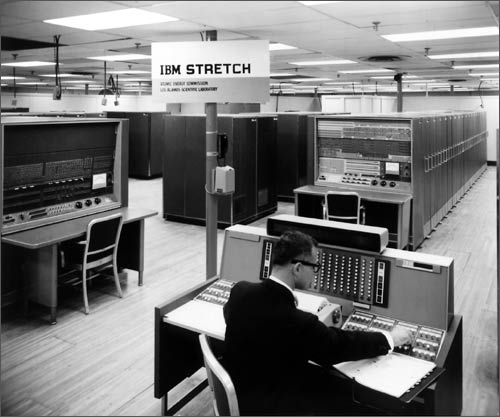 IBM STRETCH
ATOMIC ENERGY COMMISSION
LOS ALAMOS SCIENTIFIC LABORATORY